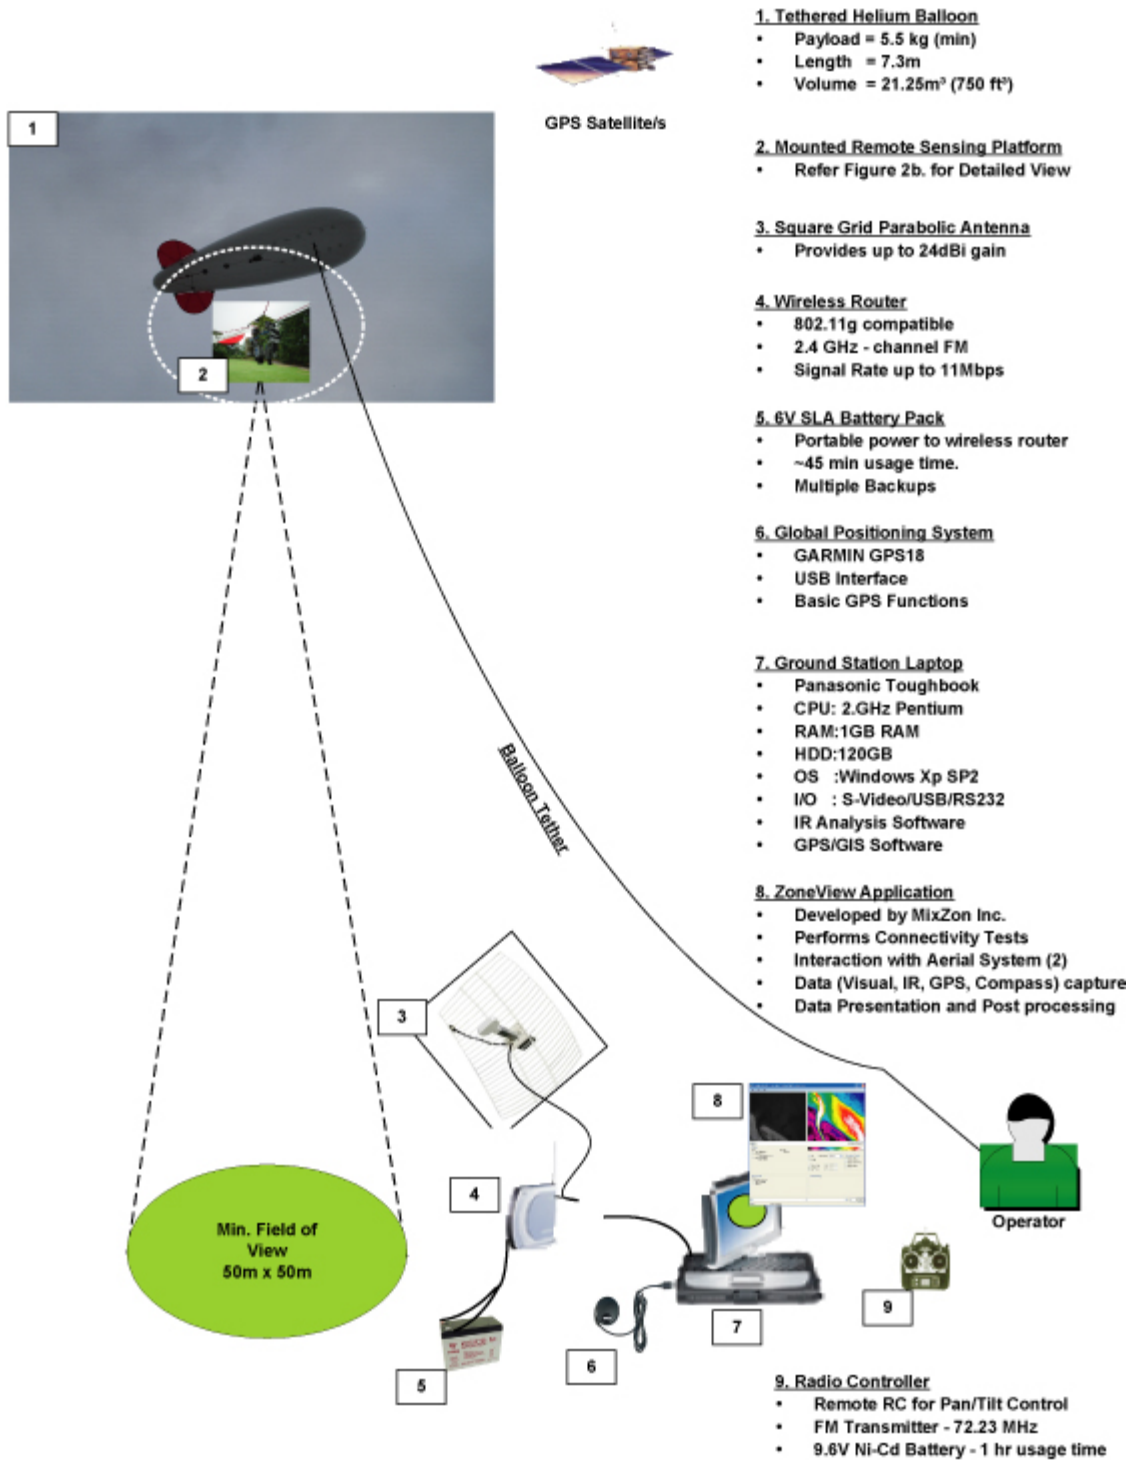 1. Tethered Helium Balloon
• Payload = 5.5 kg (min)
• Length = 7.3m
• Volume = 21.25m³ (750 ft³)
GPS Satellite/s
1
2. Mounted Remote Sensing Platform
• Refer Figure 2b. for Detailed View
3. Square Grid Parabolic Antenna
• Provides up to 24dBi gain
4. Wireless Router
• 802.11g compatible
• 2.4 GHz - channel FM
• Signal Rate up to 11Mbps
2
5. 6V SLA Battery Pack
• Portable power to wireless router
• ~45 min usage time.
• Multiple Backups
6. Global Positioning System
• GARMIN GPS18
• USB Interface
• Basic GPS Functions
7. Ground Station Laptop
• Panasonic Toughbook
• CPU: 2.GHz Pentium
• RAM:1GB RAM
• HDD:120GB
• OS :Windows Xp SP2
• I/O : S-Video/USB/RS232
• IR Analysis Software
• GPS/GIS Software
Balloon Tether
8. ZoneView Application
• Developed by MixZon Inc.
• Performs Connectivity Tests
• Interaction with Aerial System (2)
• Data (Visual, IR, GPS, Compass) capture
• Data Presentation and Post processing
3
8
4
Operator
Min. Field of
View
50m x 50m
9
7
6
5
9. Radio Controller
• Remote RC for Pan/Tilt Control
• FM Transmitter - 72.23 MHz
• 9.6V Ni-Cd Battery - 1 hr usage time